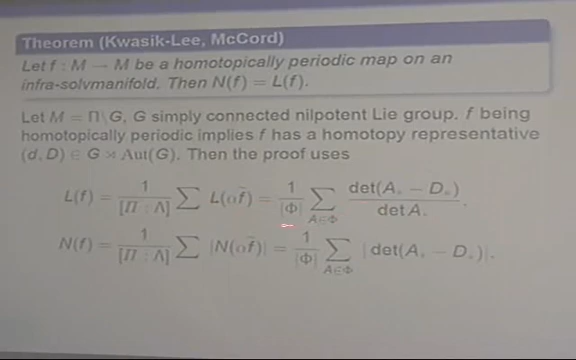 Theorem (Kwasik-Lee, McCord)
Let f : M → M be a homotopically periodic map on an
infra-solvmanifold. Then N(f) = L(f).
Let M = Π\G, G simply connected nilpotent Lie group. f being
homotopically periodic implies f has a homotopy representative
(d, D) ∈ G ⋊ Aut(G). Then the proof uses
L(f) = 1/[Π : Λ] ∑ L(αf̄) = 1/|Φ| ∑_{A∈Φ} det(A_* − D_*)/det A_*.
N(f) = 1/[Π : Λ] ∑ |N(αf̄)| = 1/|Φ| ∑_{A∈Φ} |det(A_* − D_*)|.